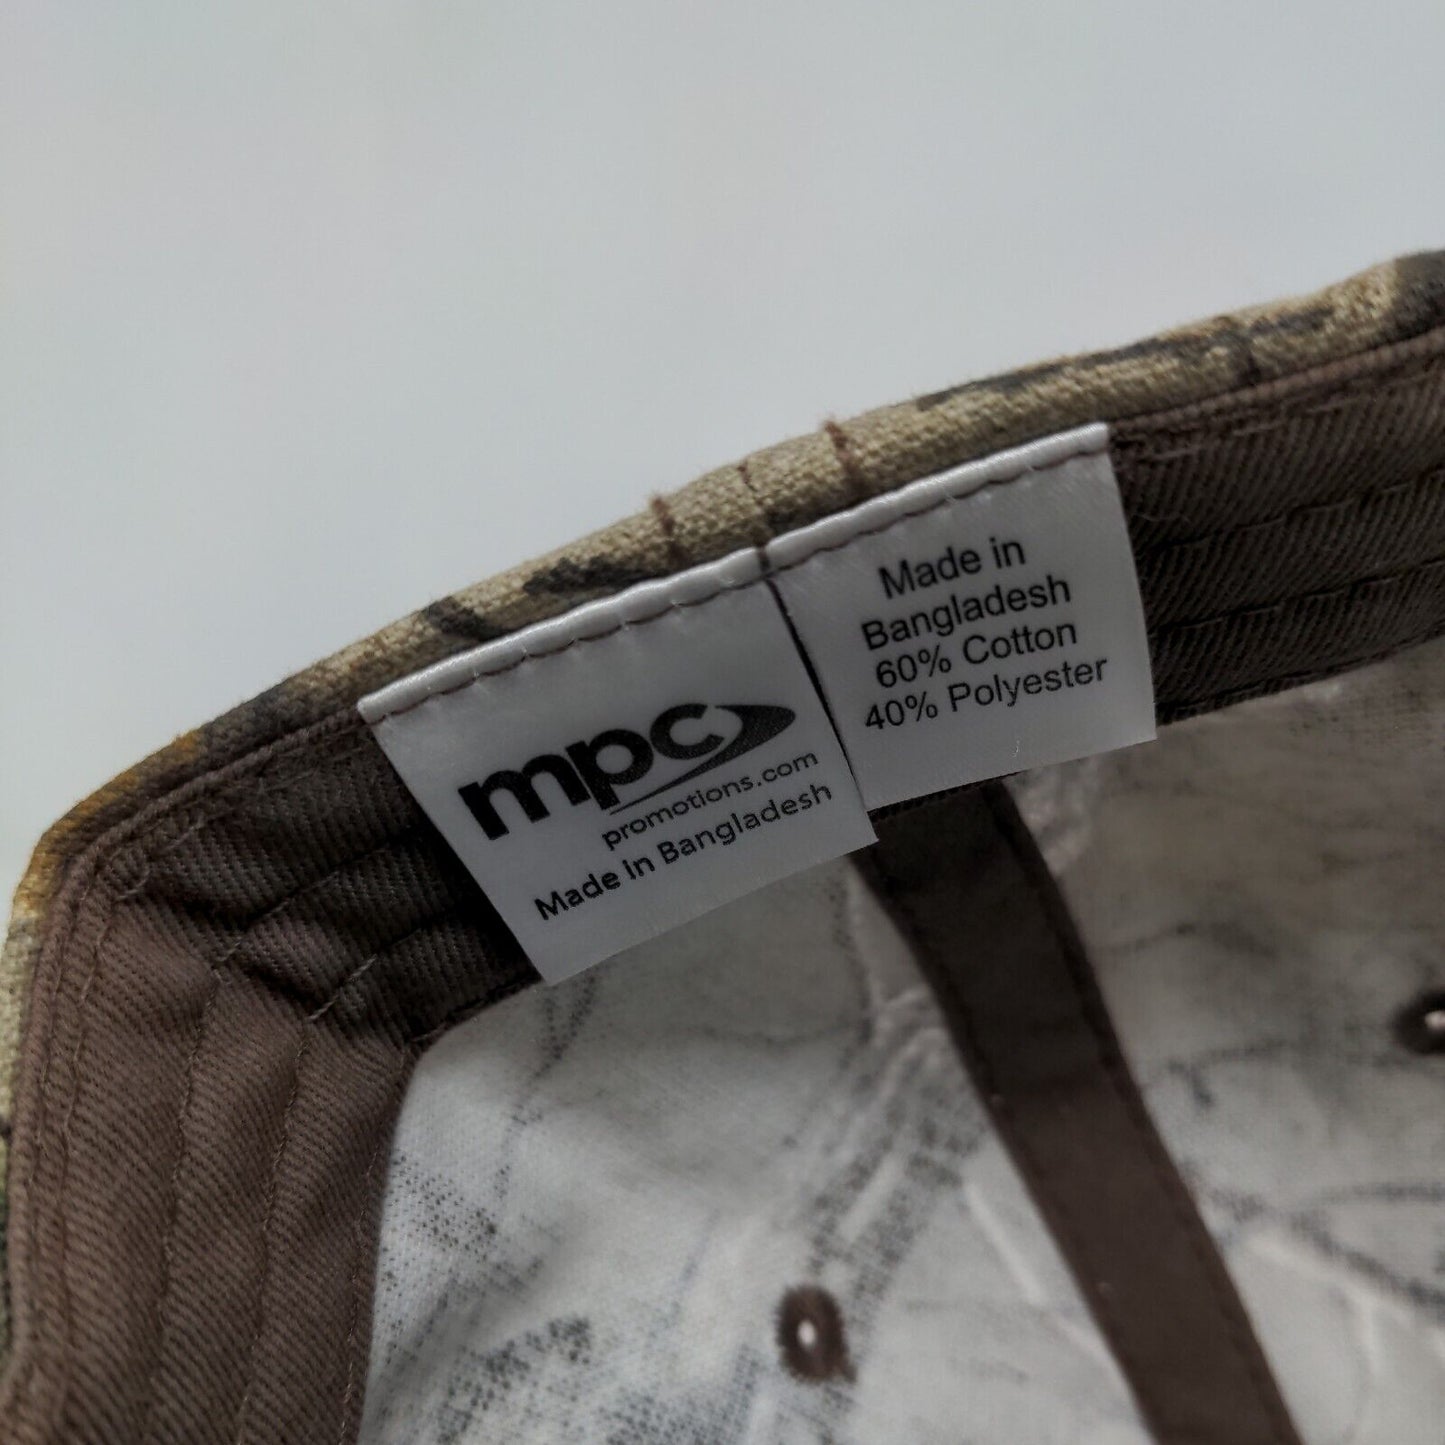 mpc
promotions.com
Made In Bangladesh
Made in
Bangladesh
60% Cotton
40% Polyester